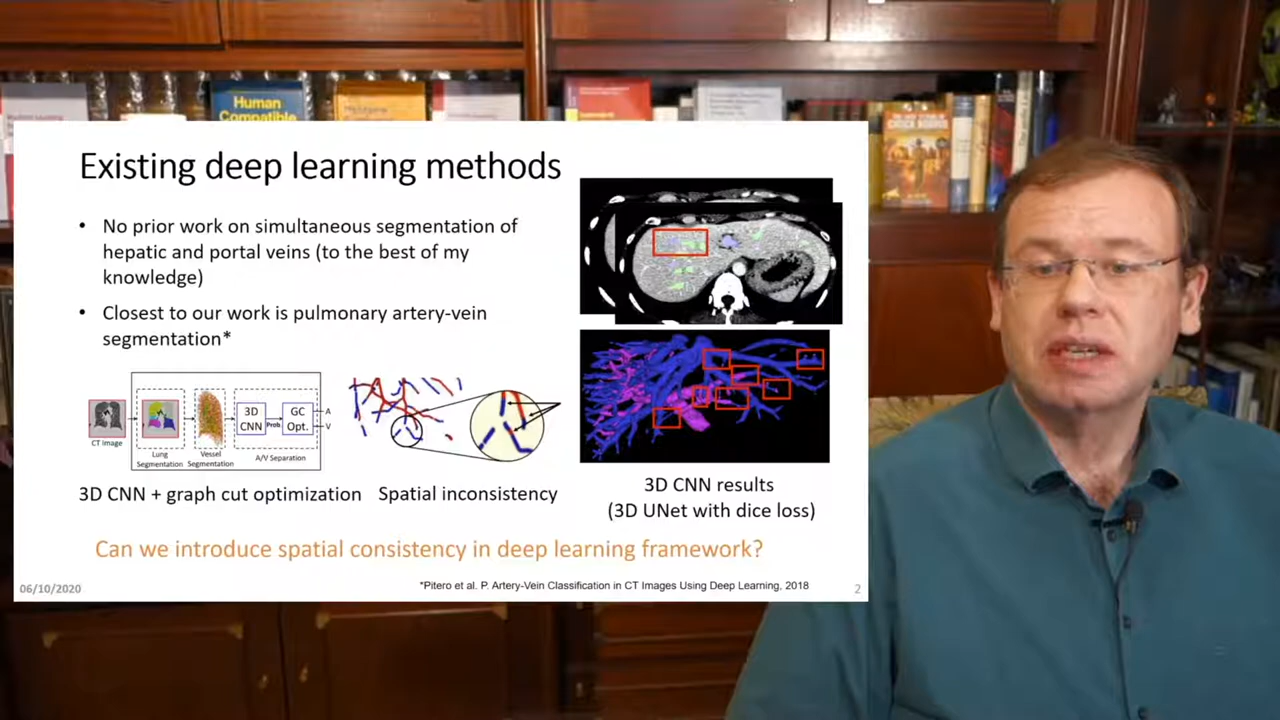 Human
Compatible
Existing deep learning methods
• No prior work on simultaneous segmentation of
hepatic and portal veins (to the best of my
knowledge)
• Closest to our work is pulmonary artery-vein
segmentation*
CT image
Lung
Segmentation
Vessel
Segmentation
3D
CNN
Prob
GC
Opt.
A
V
A/V Separation
3D CNN + graph cut optimization
Spatial inconsistency
3D CNN results
(3D UNet with dice loss)
Can we introduce spatial consistency in deep learning framework?
*Pitero et al. P. Artery-Vein Classification in CT Images Using Deep Learning, 2018
06/10/2020
2